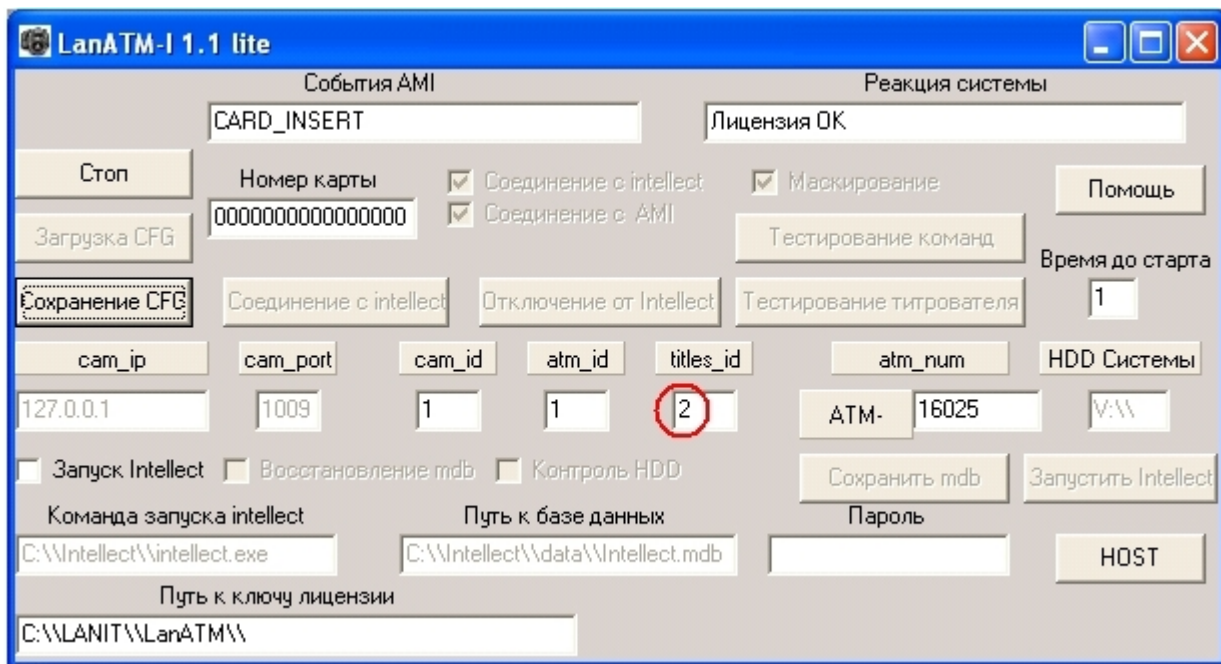 LanATM-I 1.1 lite
События AMI Реакция системы
CARD_INSERT Лицензия OK
Стоп Номер карты Соединение с intellect Маскирование Помощь
0000000000000000 Соединение с AMI
Загрузка CFG Тестирование команд
Время до старта
Сохранение CFG Соединение с intellect Отключение от Intellect Тестирование титрователя 1
cam_ip cam_port cam_id atm_id titles_id atm_num HDD Системы
127.0.0.1 1009 1 1 2 ATM- 16025 V:\\
Запуск Intellect Восстановление mdb Контроль HDD Сохранить mdb Запустить Intellect
Команда запуска intellect Путь к базе данных Пароль
C:\\Intellect\\intellect.exe C:\\Intellect\\data\\Intellect.mdb HOST
Путь к ключу лицензии
C:\\LANIT\\LanATM\\